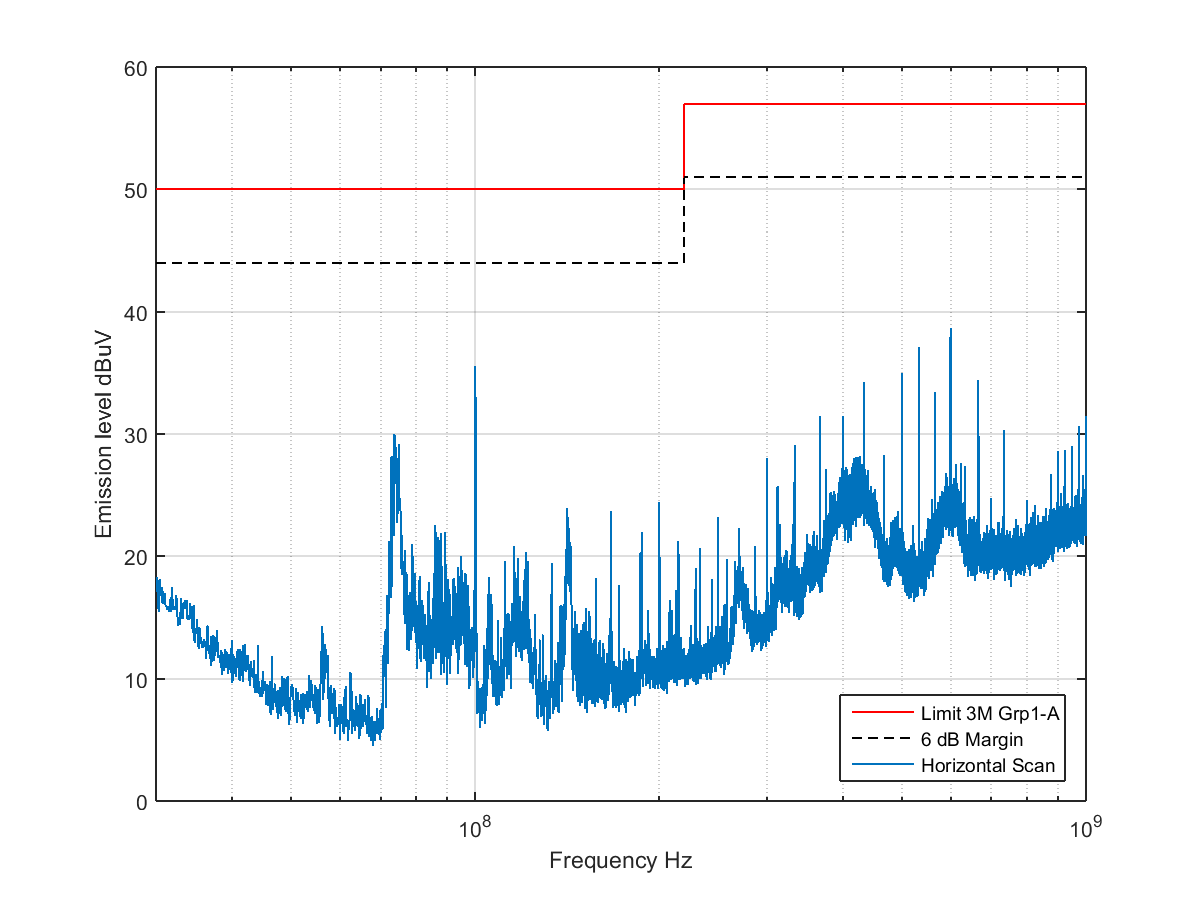 60
50
40
30
20
10
0
Emission level dBuV
10^8
10^9
Frequency Hz
Limit 3M Grp1-A
6 dB Margin
Horizontal Scan